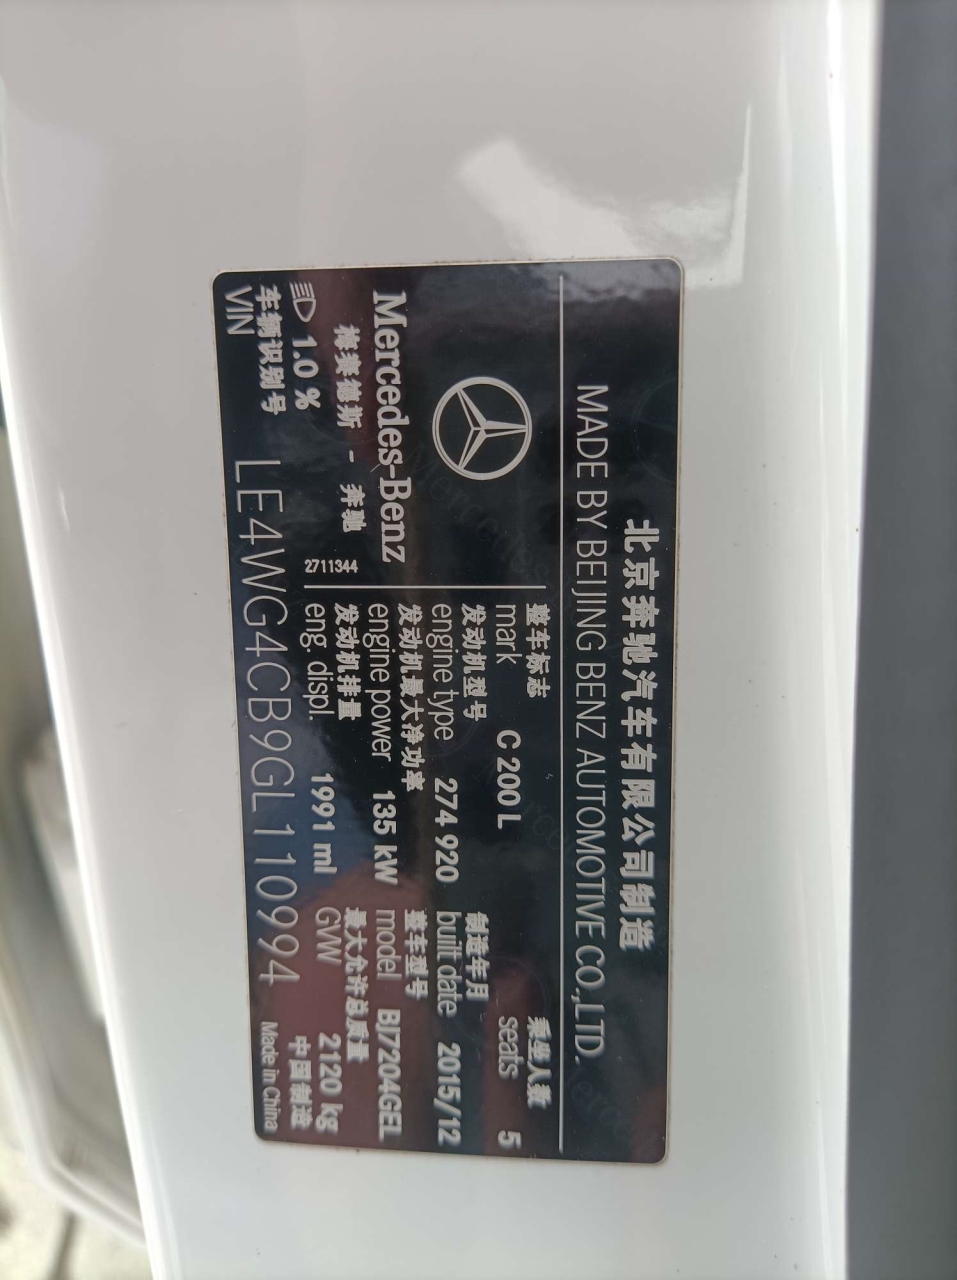 北京奔驰汽车有限公司制造
MADE BY BEIJING BENZ AUTOMOTIVE CO.,LTD.
Mercedes-Benz
梅赛德斯 - 奔驰
1.0 %
2711344
整车标志
mark C 200 L
乘坐人数
seats 5
发动机型号
engine type 274 920
制造年月
built date 2015/12
发动机最大净功率
engine power 135 kW
整车型号
model BJ7204GEL
发动机排量
eng. displ. 1991 ml
最大允许总质量
GVW 2120 kg
车辆识别号
VIN LE4WG4CB9GL110994
中国制造
Made in China